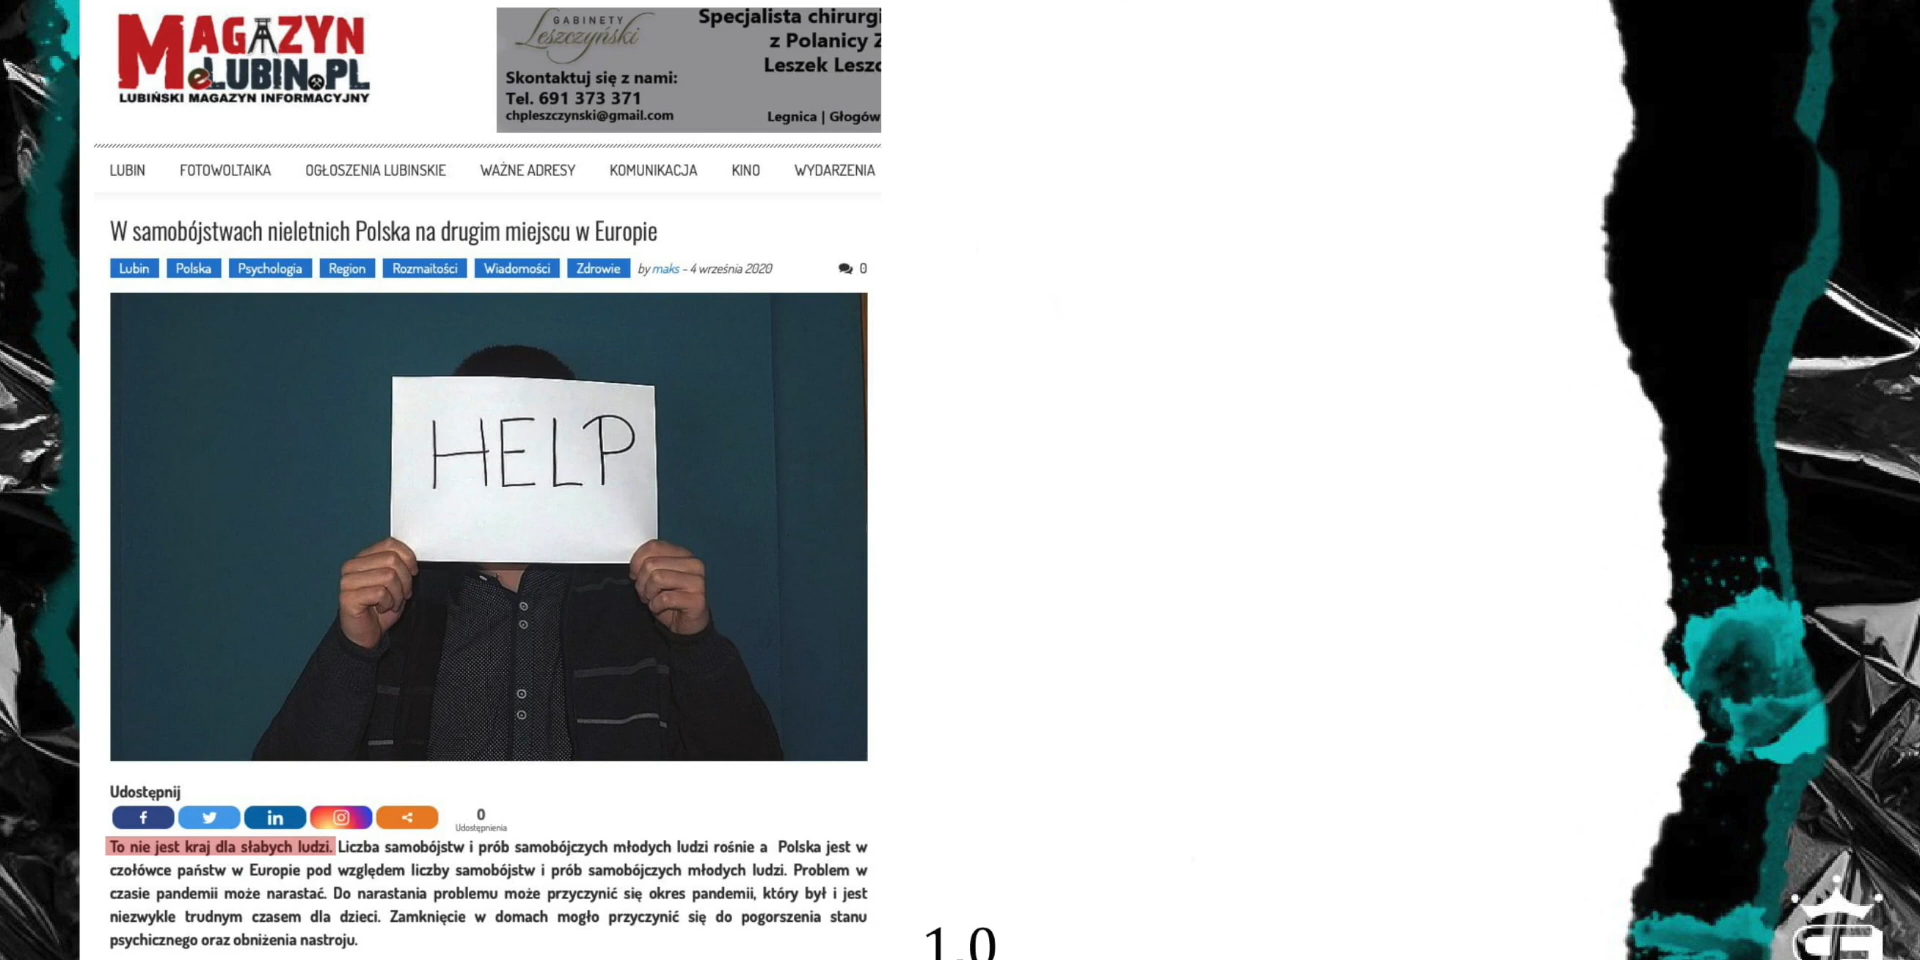 MAGAZYN
eLUBIN.PL
LUBIŃSKI MAGAZYN INFORMACYJNY
GABINETY
Leszczyński
Skontaktuj się z nami:
Tel. 691 373 371
chpleszczynski@gmail.com
Specjalista chirurgi
z Polanicy Z
Leszek Leszc
Legnica | Głogów
LUBIN FOTOWOLTAIKA OGŁOSZENIA LUBINSKIE WAŻNE ADRESY KOMUNIKACJA KINO WYDARZENIA
W samobójstwach nieletnich Polska na drugim miejscu w Europie
Lubin Polska Psychologia Region Rozmaitości Wiadomości Zdrowie by maks - 4 września 2020 0
HELP
Udostępnij
0
Udostępnienia
To nie jest kraj dla słabych ludzi. Liczba samobójstw i prób samobójczych młodych ludzi rośnie a Polska jest w
czołówce państw w Europie pod względem liczby samobójstw i prób samobójczych młodych ludzi. Problem w
czasie pandemii może narastać. Do narastania problemu może przyczynić się okres pandemii, który był i jest
niezwykle trudnym czasem dla dzieci. Zamknięcie w domach mogło przyczynić się do pogorszenia stanu
psychicznego oraz obniżenia nastroju.
1.0